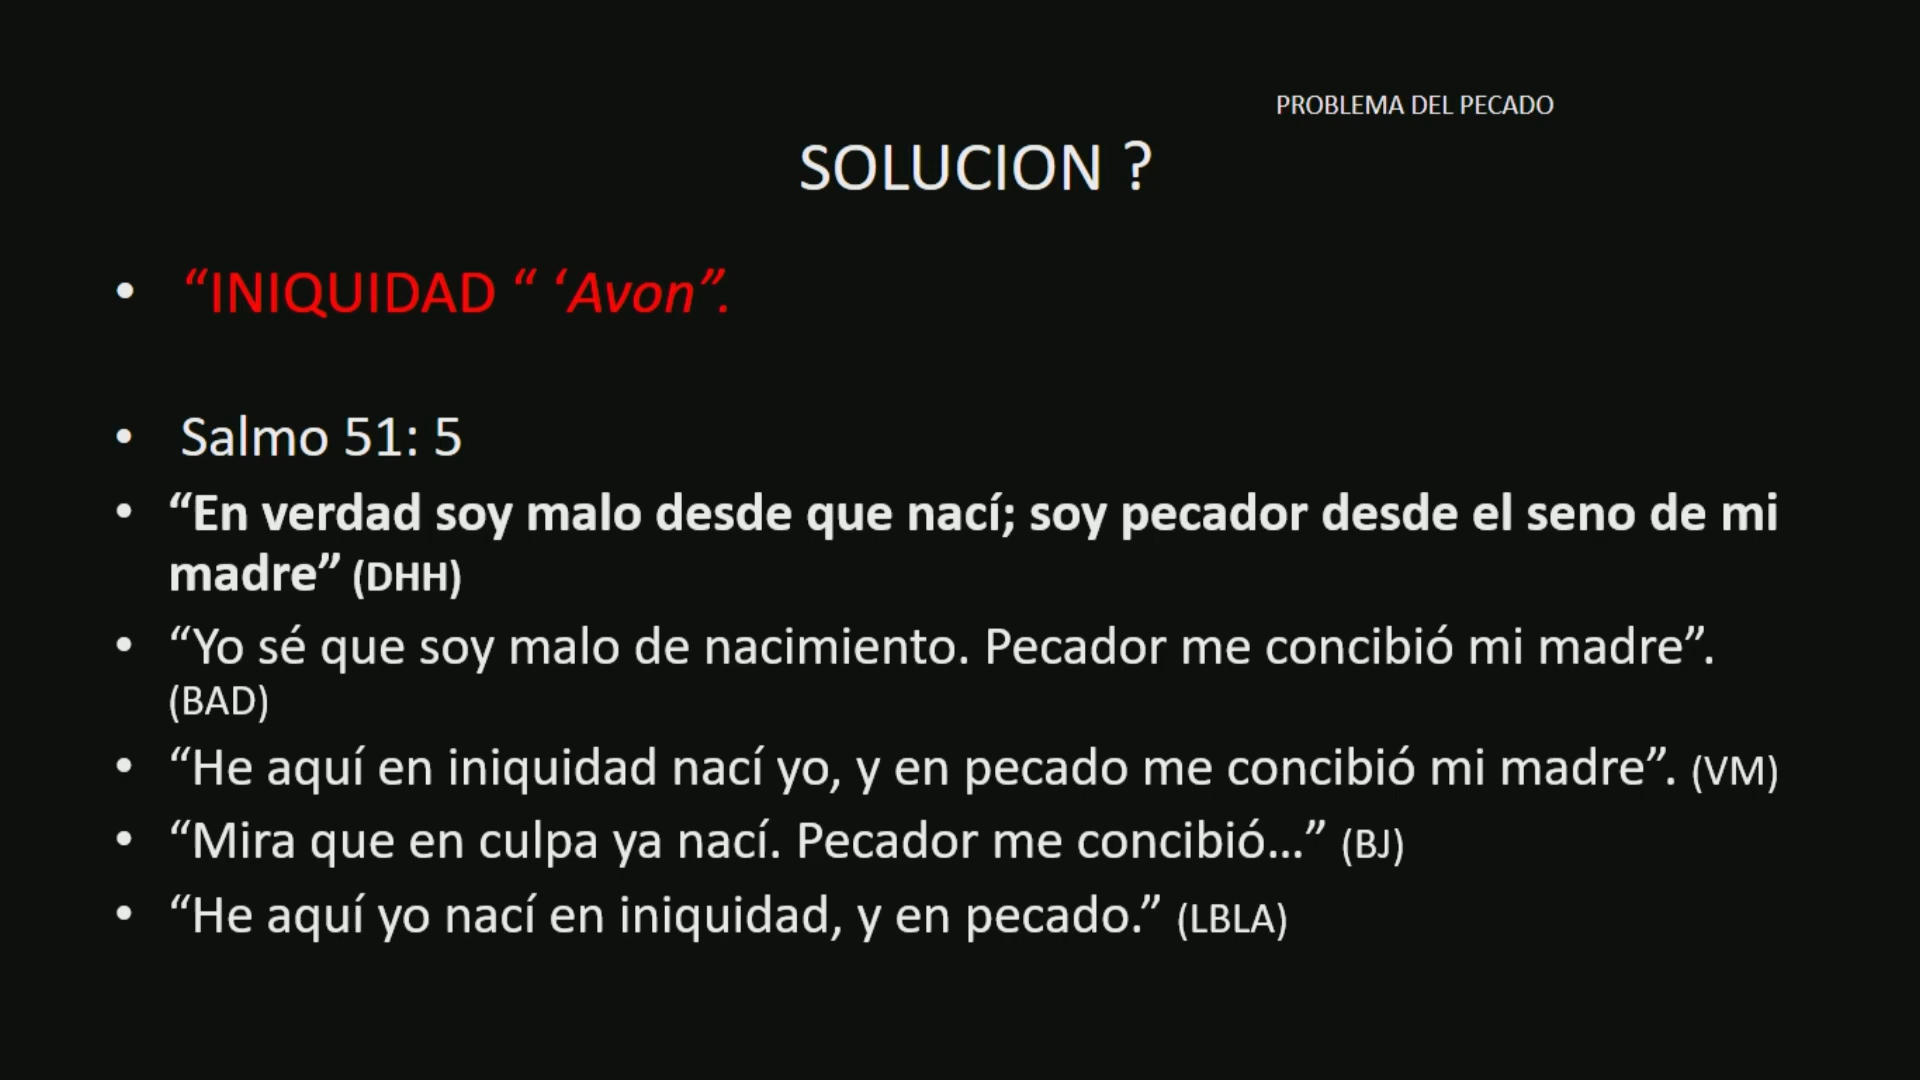 PROBLEMA DEL PECADO
SOLUCION ?
• “INIQUIDAD “ ‘Avon”.
• Salmo 51: 5
• “En verdad soy malo desde que nací; soy pecador desde el seno de mi
madre” (DHH)
• “Yo sé que soy malo de nacimiento. Pecador me concibió mi madre”.
(BAD)
• “He aquí en iniquidad nací yo, y en pecado me concibió mi madre”. (VM)
• “Mira que en culpa ya nací. Pecador me concibió…” (BJ)
• “He aquí yo nací en iniquidad, y en pecado.” (LBLA)